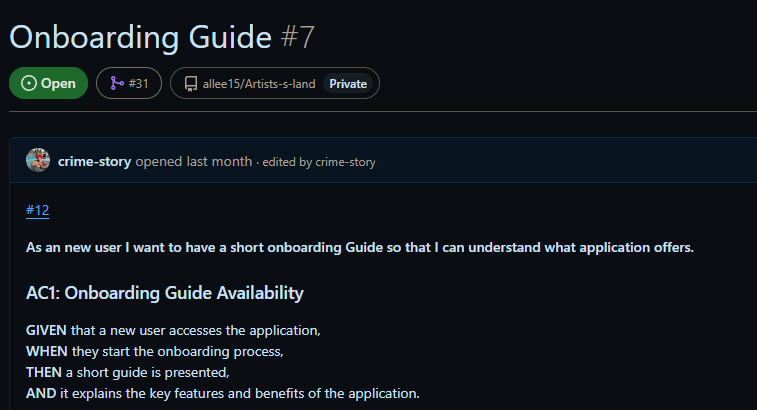 Onboarding Guide #7
Open #31 allee15/Artists-s-land Private
crime-story opened last month · edited by crime-story
#12
As an new user I want to have a short onboarding Guide so that I can understand what application offers.
AC1: Onboarding Guide Availability
GIVEN that a new user accesses the application,
WHEN they start the onboarding process,
THEN a short guide is presented,
AND it explains the key features and benefits of the application.